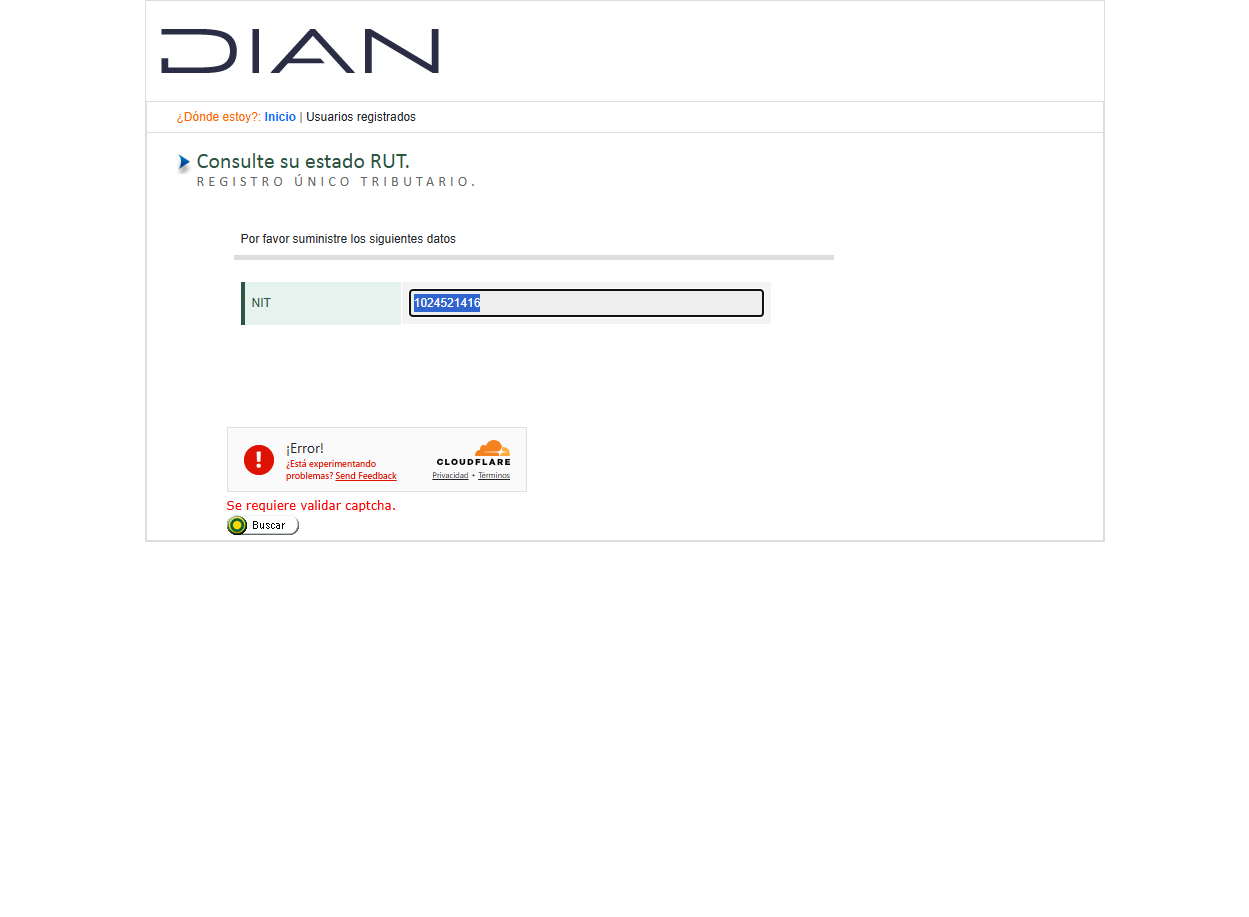 DIAN
¿Dónde estoy?: Inicio | Usuarios registrados
Consulte su estado RUT.
REGISTRO ÚNICO TRIBUTARIO.
Por favor suministre los siguientes datos
NIT 1024521416
¡Error!
¿Está experimentando
problemas? Send Feedback
CLOUDFLARE
Privacidad • Términos
Se requiere validar captcha.
Buscar